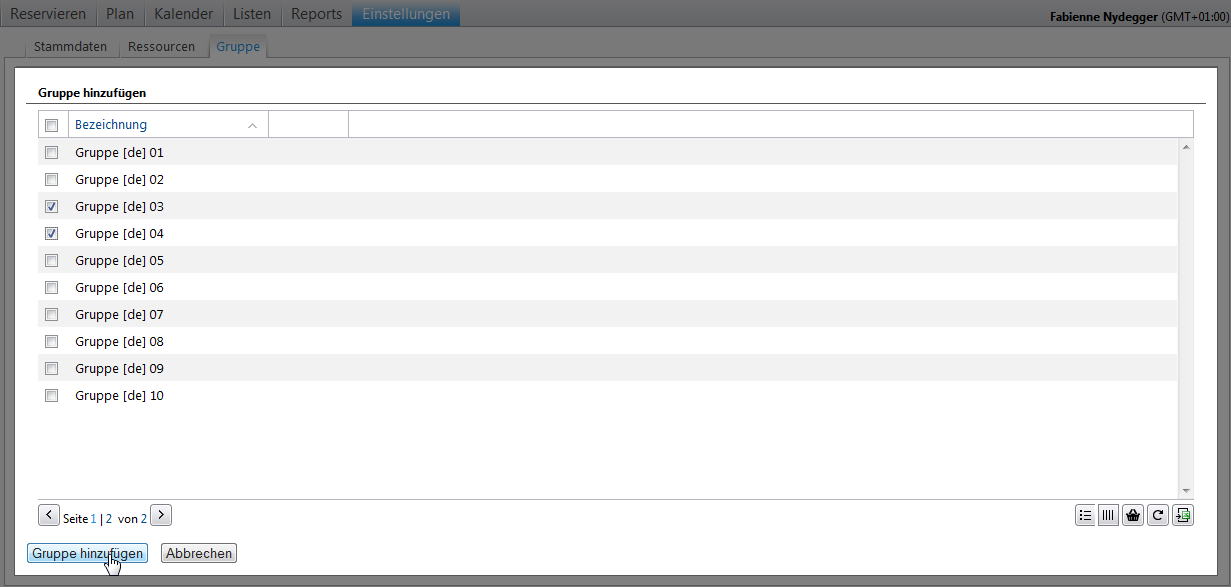 Reservieren Plan Kalender Listen Reports Einstellungen
Fabienne Nydegger (GMT+01:00)
Stammdaten Ressourcen Gruppe
Gruppe hinzufügen
Bezeichnung
Gruppe [de] 01
Gruppe [de] 02
Gruppe [de] 03
Gruppe [de] 04
Gruppe [de] 05
Gruppe [de] 06
Gruppe [de] 07
Gruppe [de] 08
Gruppe [de] 09
Gruppe [de] 10
Seite 1 | 2 von 2
Gruppe hinzufügen Abbrechen